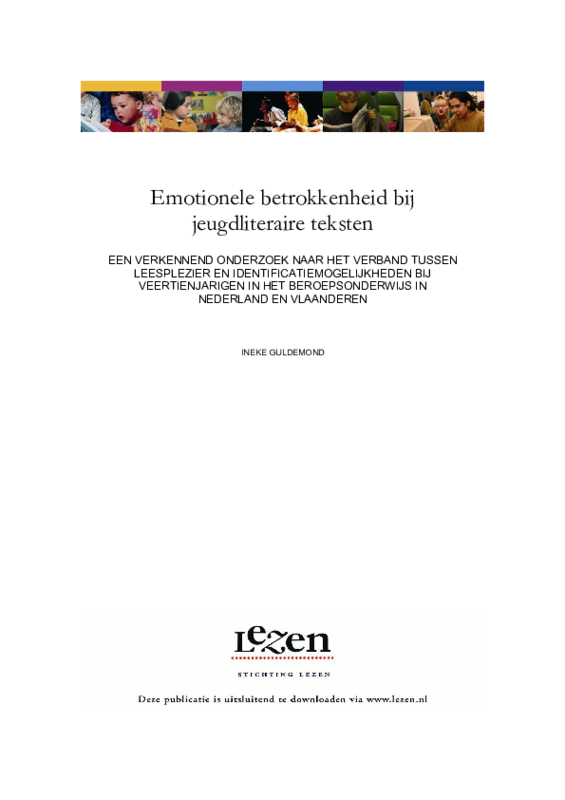 Emotionele betrokkenheid bij
jeugdliteraire teksten
EEN VERKENNEND ONDERZOEK NAAR HET VERBAND TUSSEN
LEESPLEZIER EN IDENTIFICATIEMOGELIJKHEDEN BIJ
VEERTIENJARIGEN IN HET BEROEPSONDERWIJS IN
NEDERLAND EN VLAANDEREN
INEKE GULDEMOND
Lezen
STICHTING LEZEN
Deze publicatie is uitsluitend te downloaden via www.lezen.nl